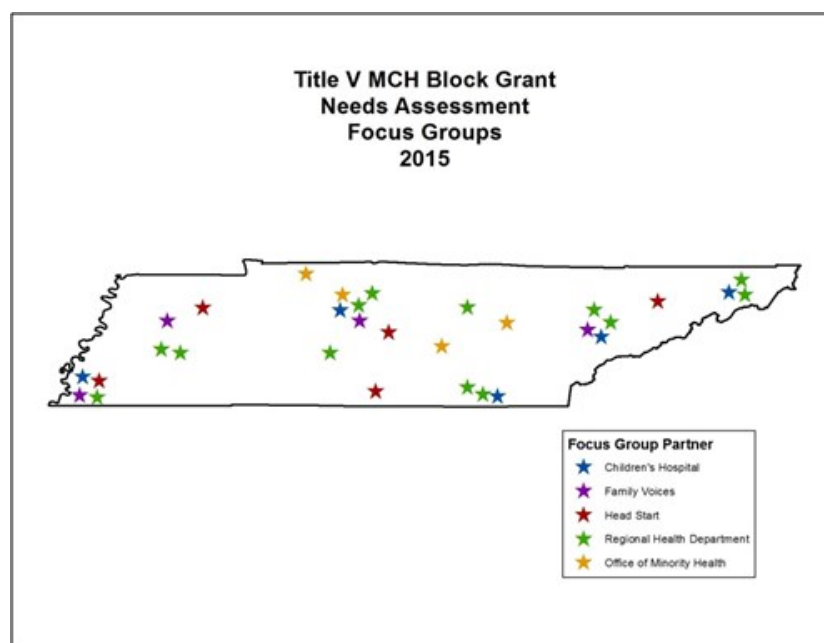 Title V MCH Block Grant
Needs Assessment
Focus Groups
2015
Focus Group Partner
Children's Hospital
Family Voices
Head Start
Regional Health Department
Office of Minority Health